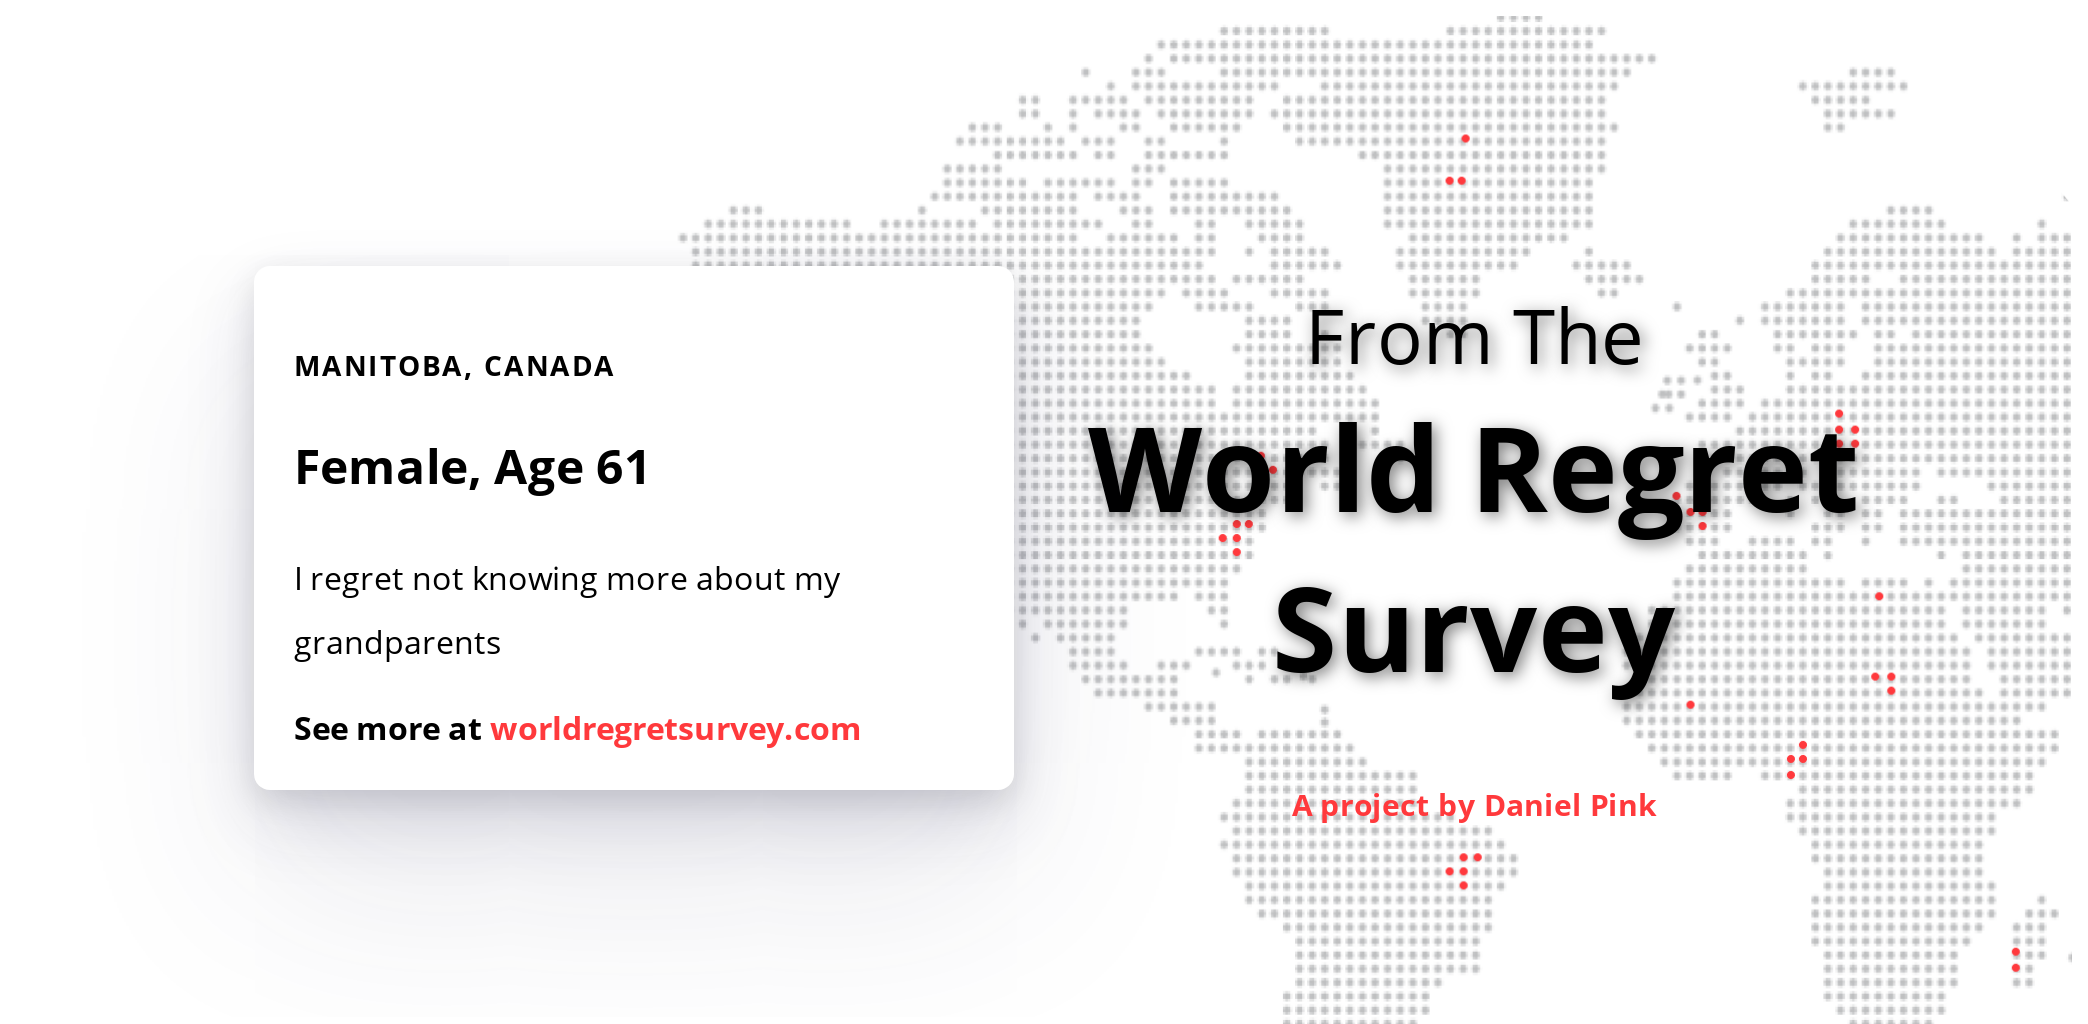 MANITOBA, CANADA
Female, Age 61
I regret not knowing more about my
grandparents
See more at worldregretsurvey.com
From The
World Regret
Survey
A project by Daniel Pink